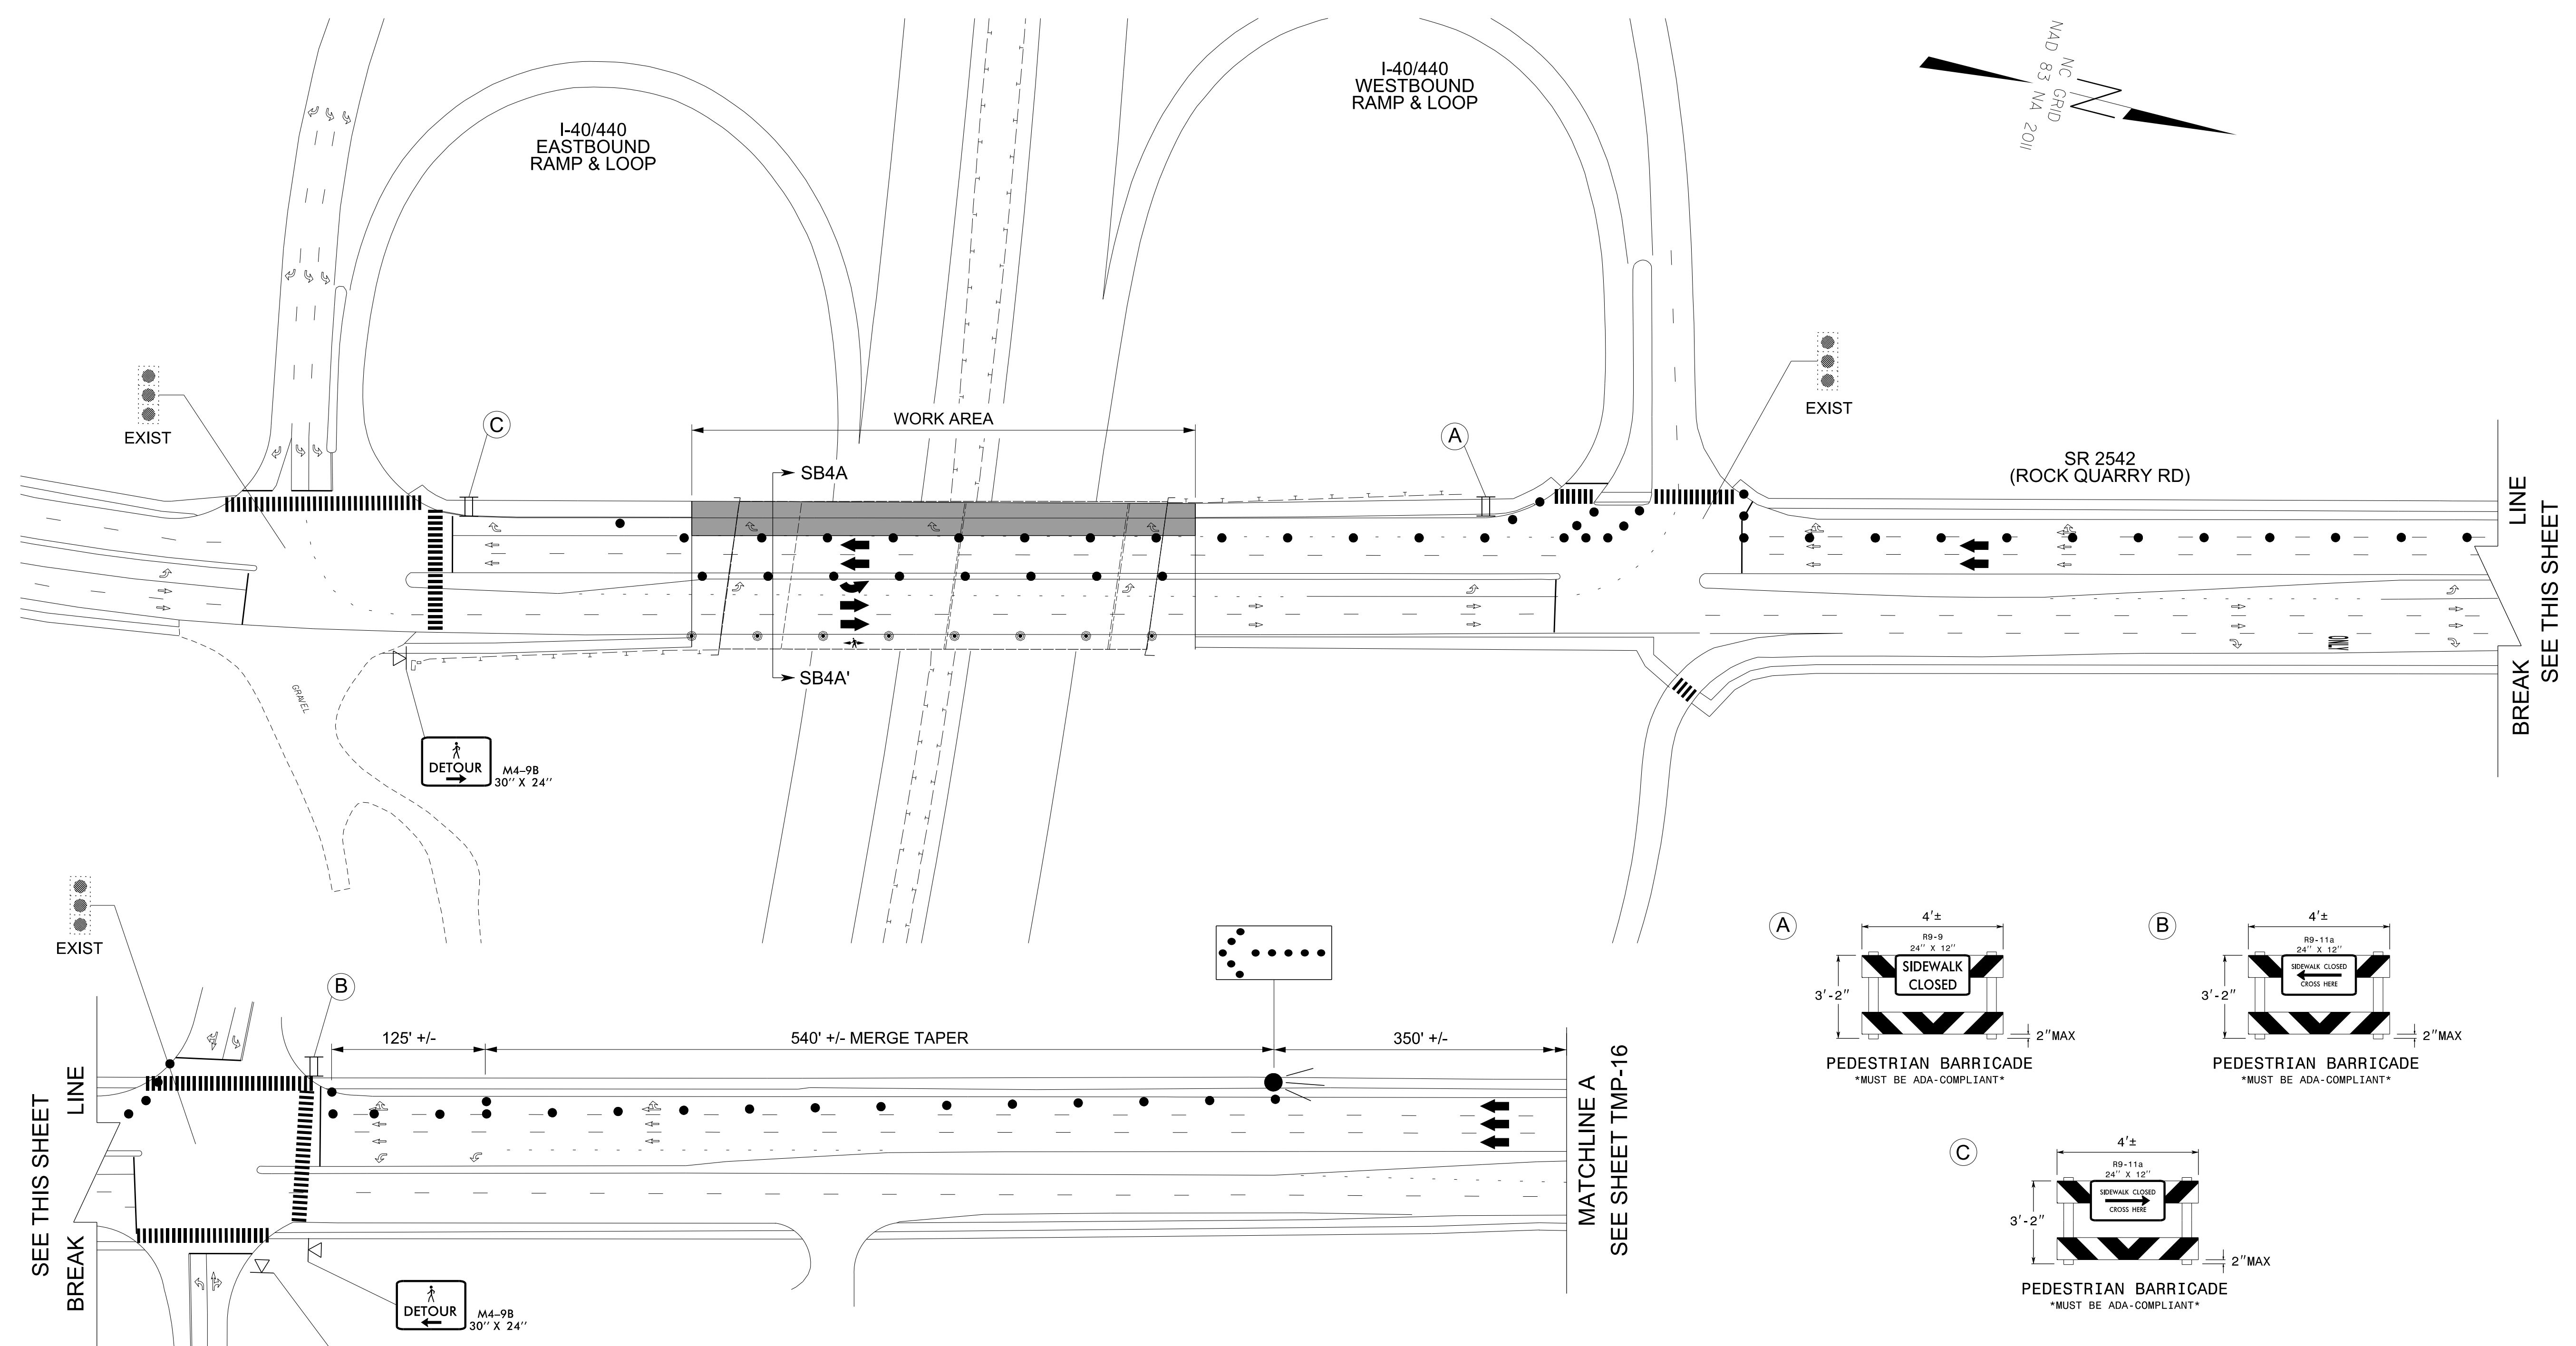 I-40/440
EASTBOUND
RAMP & LOOP
I-40/440
WESTBOUND
RAMP & LOOP
NC GRID
NAD 83 NA 2011
EXIST
C
WORK AREA
A
EXIST
SB4A
SR 2542
(ROCK QUARRY RD)
BREAK LINE
SEE THIS SHEET
SB4A'
GRAVEL
DETOUR
M4-9B
30'' X 24''
EXIST
B
125' +/-
540' +/- MERGE TAPER
350' +/-
SEE THIS SHEET
BREAK LINE
MATCHLINE A
SEE SHEET TMP-16
DETOUR
M4-9B
30'' X 24''
A
4'±
R9-9
24'' X 12''
SIDEWALK
CLOSED
3'-2"
2"MAX
PEDESTRIAN BARRICADE
*MUST BE ADA-COMPLIANT*
B
4'±
R9-11a
24'' X 12''
SIDEWALK CLOSED
CROSS HERE
3'-2"
2"MAX
PEDESTRIAN BARRICADE
*MUST BE ADA-COMPLIANT*
C
4'±
R9-11a
24'' X 12''
SIDEWALK CLOSED
CROSS HERE
3'-2"
2"MAX
PEDESTRIAN BARRICADE
*MUST BE ADA-COMPLIANT*